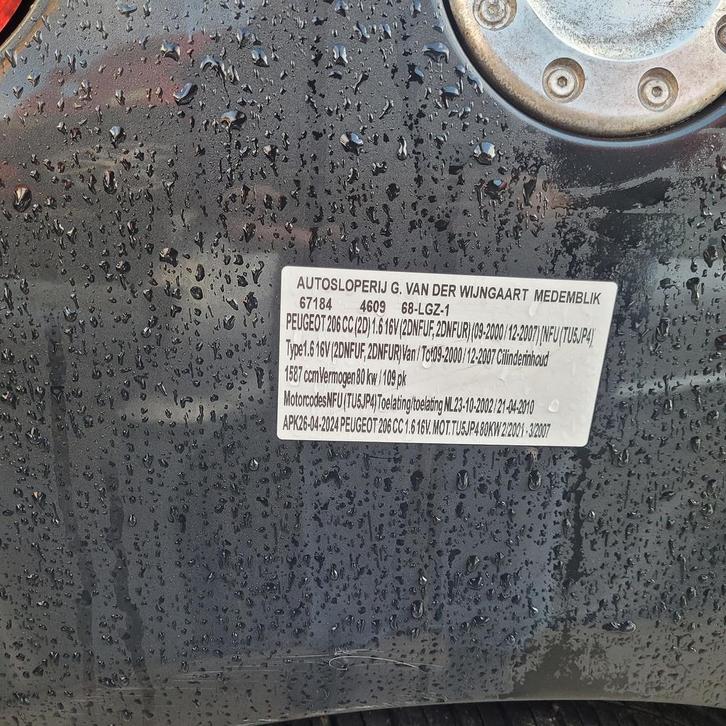 AUTOSLOPERIJ G. VAN DER WIJNGAART MEDEMBLIK
67184 4609 68-LGZ-1
PEUGEOT 206 CC (2D) 1.6 16V (2DNFUF, 2DNFUR) (09-2000 / 12-2007) [NFU (TU5JP4)
Type1.6 16V (2DNFUF, 2DNFUR)Van / Tot09-2000 / 12-2007 Cilinderinhoud
1587 ccmVermogen80 kw / 109 pk
MotorcodesNFU (TU5JP4) Toelating/toelating NL23-10-2002 / 21-04-2010
APK26-04-2024 PEUGEOT 206 CC 1.6 16V. MOT.TU5JP4 80KW 2/2001 - 3/2007